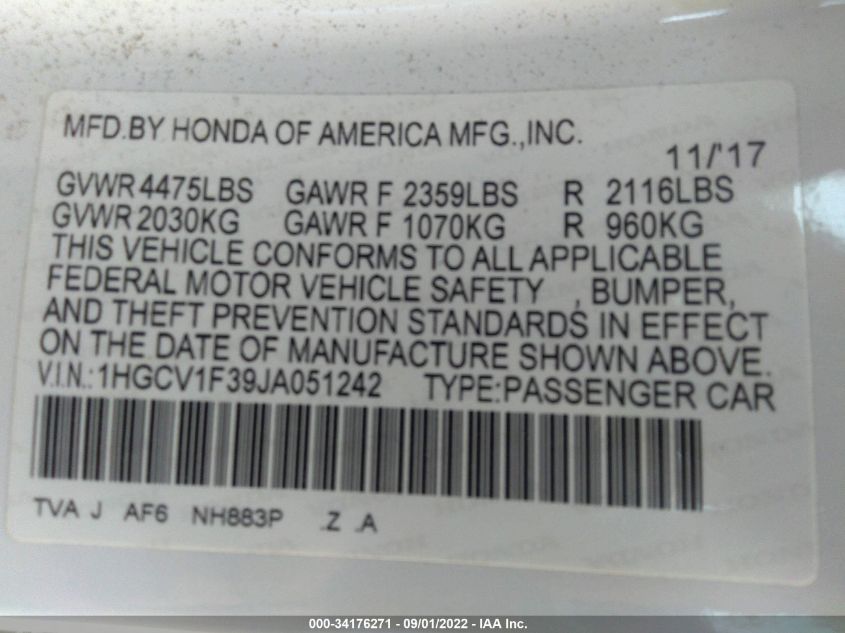 MFD.BY HONDA OF AMERICA MFG.,INC.
11/'17
GVWR 4475LBS GAWR F 2359LBS R 2116LBS
GVWR 2030KG GAWR F 1070KG R 960KG
THIS VEHICLE CONFORMS TO ALL APPLICABLE
FEDERAL MOTOR VEHICLE SAFETY , BUMPER,
AND THEFT PREVENTION STANDARDS IN EFFECT
ON THE DATE OF MANUFACTURE SHOWN ABOVE.
V.I.N.:1HGCV1F39JA051242 TYPE:PASSENGER CAR
TVA J AF6 NH883P .Z .A
000-34176271 - 09/01/2022 - IAA Inc.